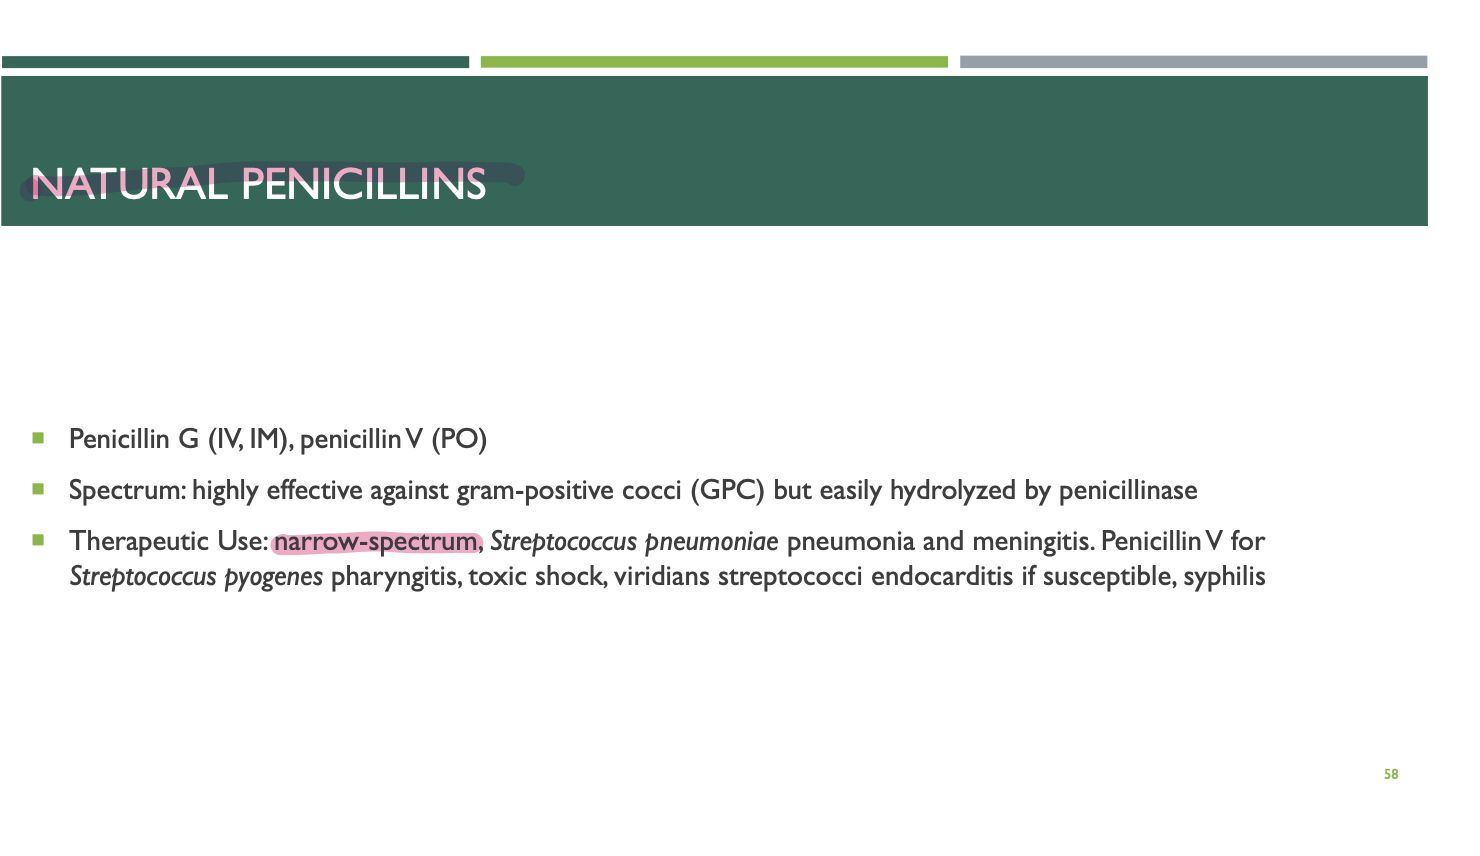 NATURAL PENICILLINS
Penicillin G (IV, IM), penicillin V (PO)
Spectrum: highly effective against gram-positive cocci (GPC) but easily hydrolyzed by penicillinase
Therapeutic Use: narrow-spectrum, Streptococcus pneumoniae pneumonia and meningitis. Penicillin V for
Streptococcus pyogenes pharyngitis, toxic shock, viridians streptococci endocarditis if susceptible, syphilis
58